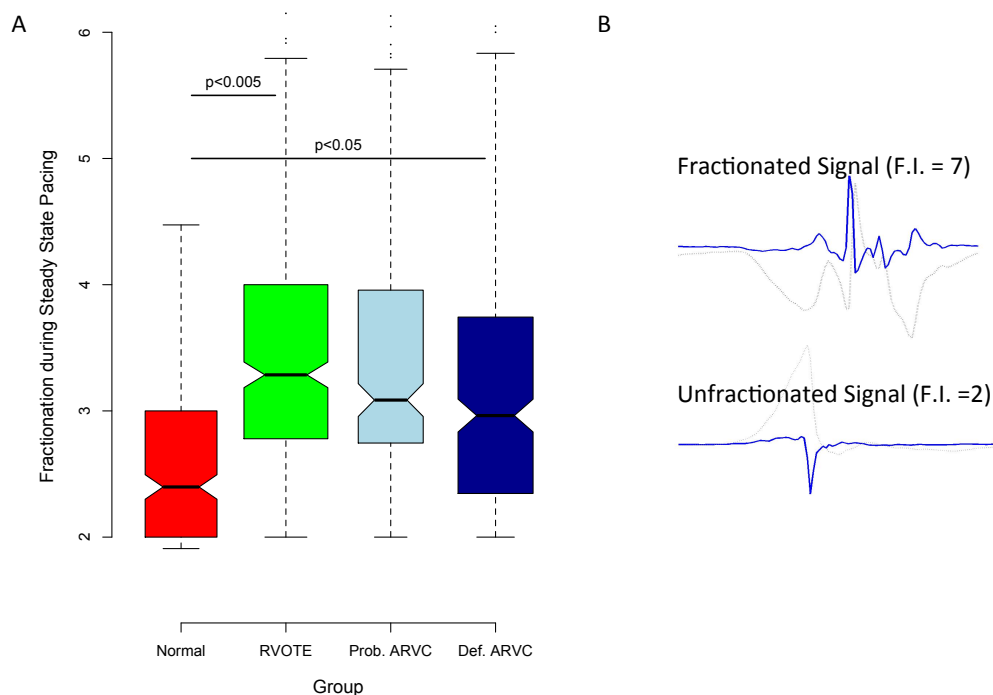 A
B
6
5
4
3
2
Fractionation during Steady State Pacing
p<0.005
p<0.05
Normal
RVOTE
Prob. ARVC
Def. ARVC
Group
Fractionated Signal (F.I. = 7)
Unfractionated Signal (F.I. =2)